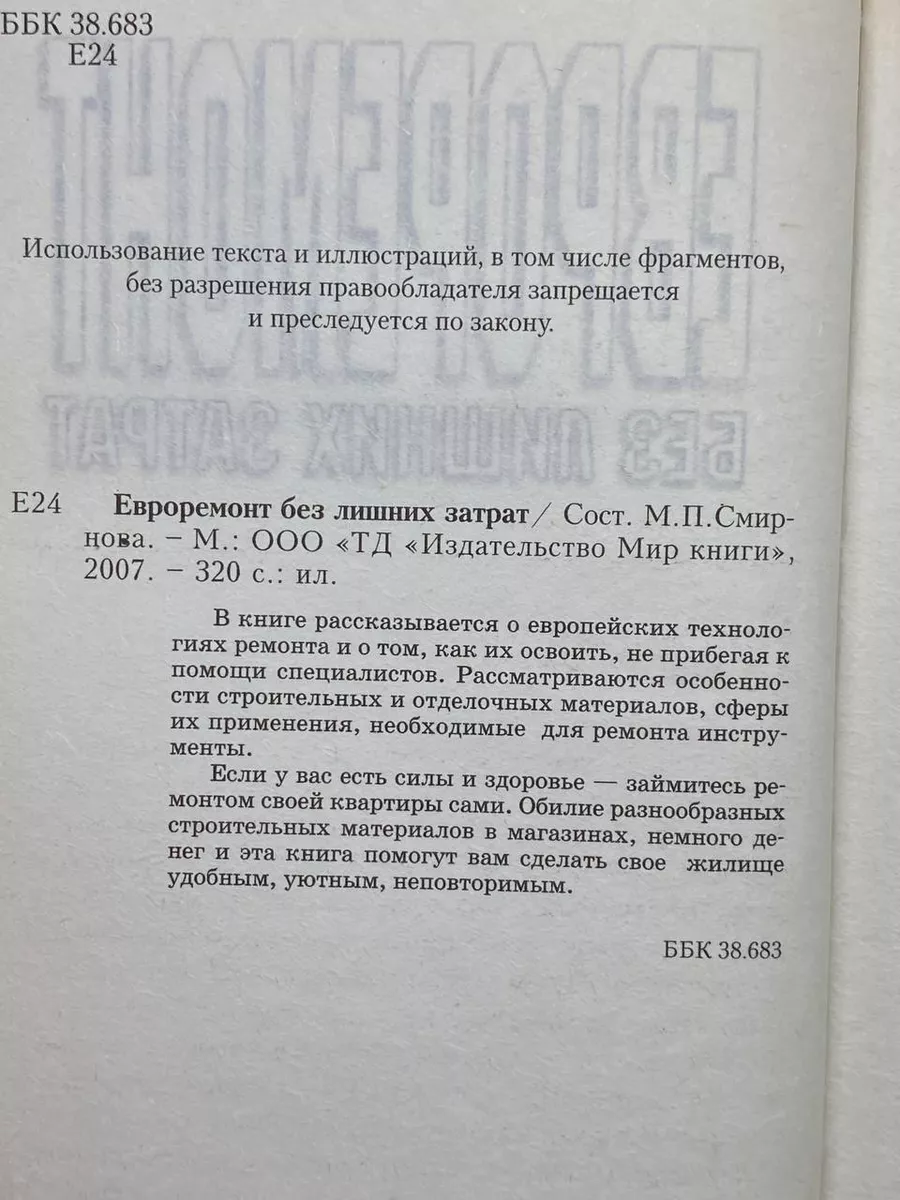 ББК 38.683
Е24
Использование текста и иллюстраций, в том числе фрагментов,
без разрешения правообладателя запрещается
и преследуется по закону.
ЕВРОРЕМОНТ
БЕЗ ЛИШНИХ ЗАТРАТ
Е24 Евроремонт без лишних затрат / Сост. М.П.Смир-
нова. – М.: ООО «ТД «Издательство Мир книги»,
2007. – 320 с.: ил.
В книге рассказывается о европейских техноло-
гиях ремонта и о том, как их освоить, не прибегая к
помощи специалистов. Рассматриваются особенно-
сти строительных и отделочных материалов, сферы
их применения, необходимые для ремонта инстру-
менты.
Если у вас есть силы и здоровье — займитесь ре-
монтом своей квартиры сами. Обилие разнообразных
строительных материалов в магазинах, немного де-
нег и эта книга помогут вам сделать свое жилище
удобным, уютным, неповторимым.
ББК 38.683